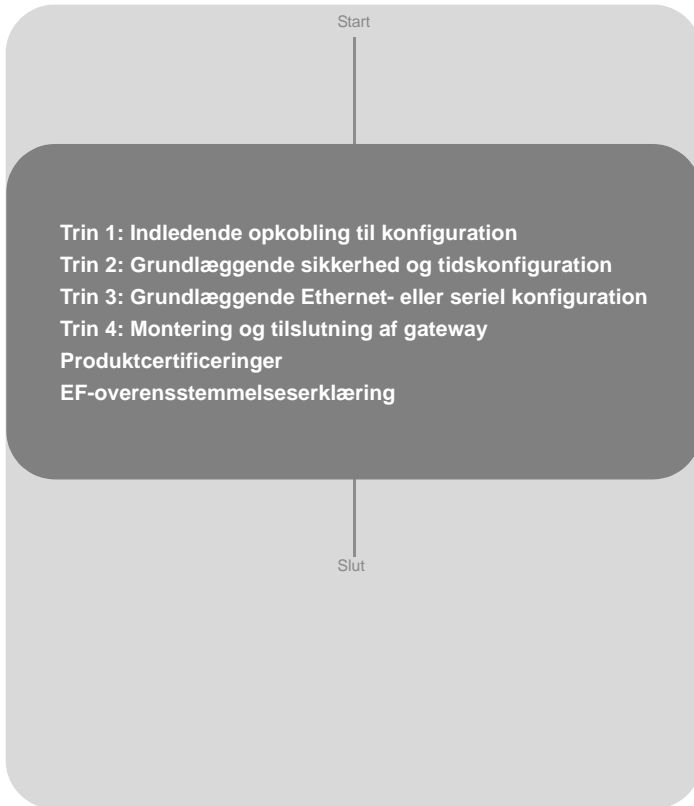 Start
Trin 1: Indledende opkobling til konfiguration
Trin 2: Grundlæggende sikkerhed og tidskonfiguration
Trin 3: Grundlæggende Ethernet- eller seriel konfiguration
Trin 4: Montering og tilslutning af gateway
Produktcertificeringer
EF-overensstemmelseserklæring
Slut